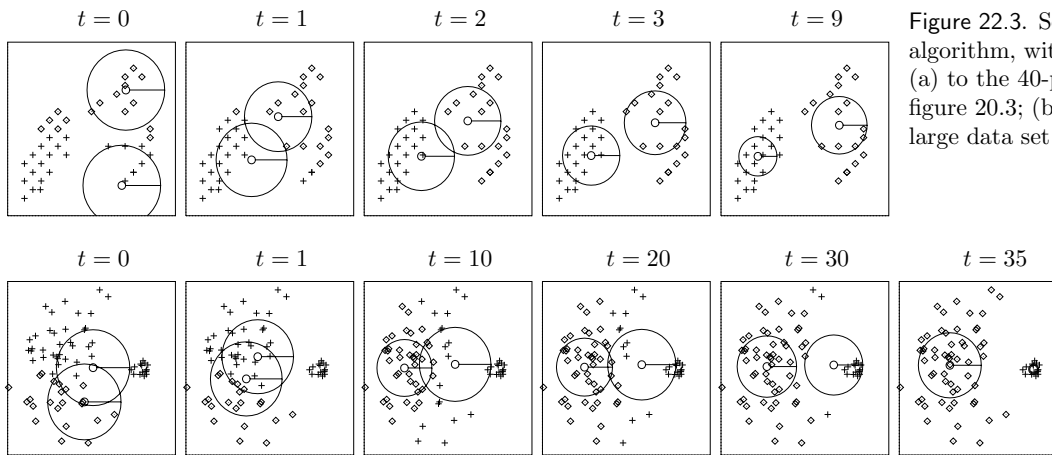 t = 0 t = 1 t = 2 t = 3 t = 9
Figure 22.3. S
algorithm, wit
(a) to the 40-p
figure 20.3; (b
large data set
t = 0 t = 1 t = 10 t = 20 t = 30 t = 35